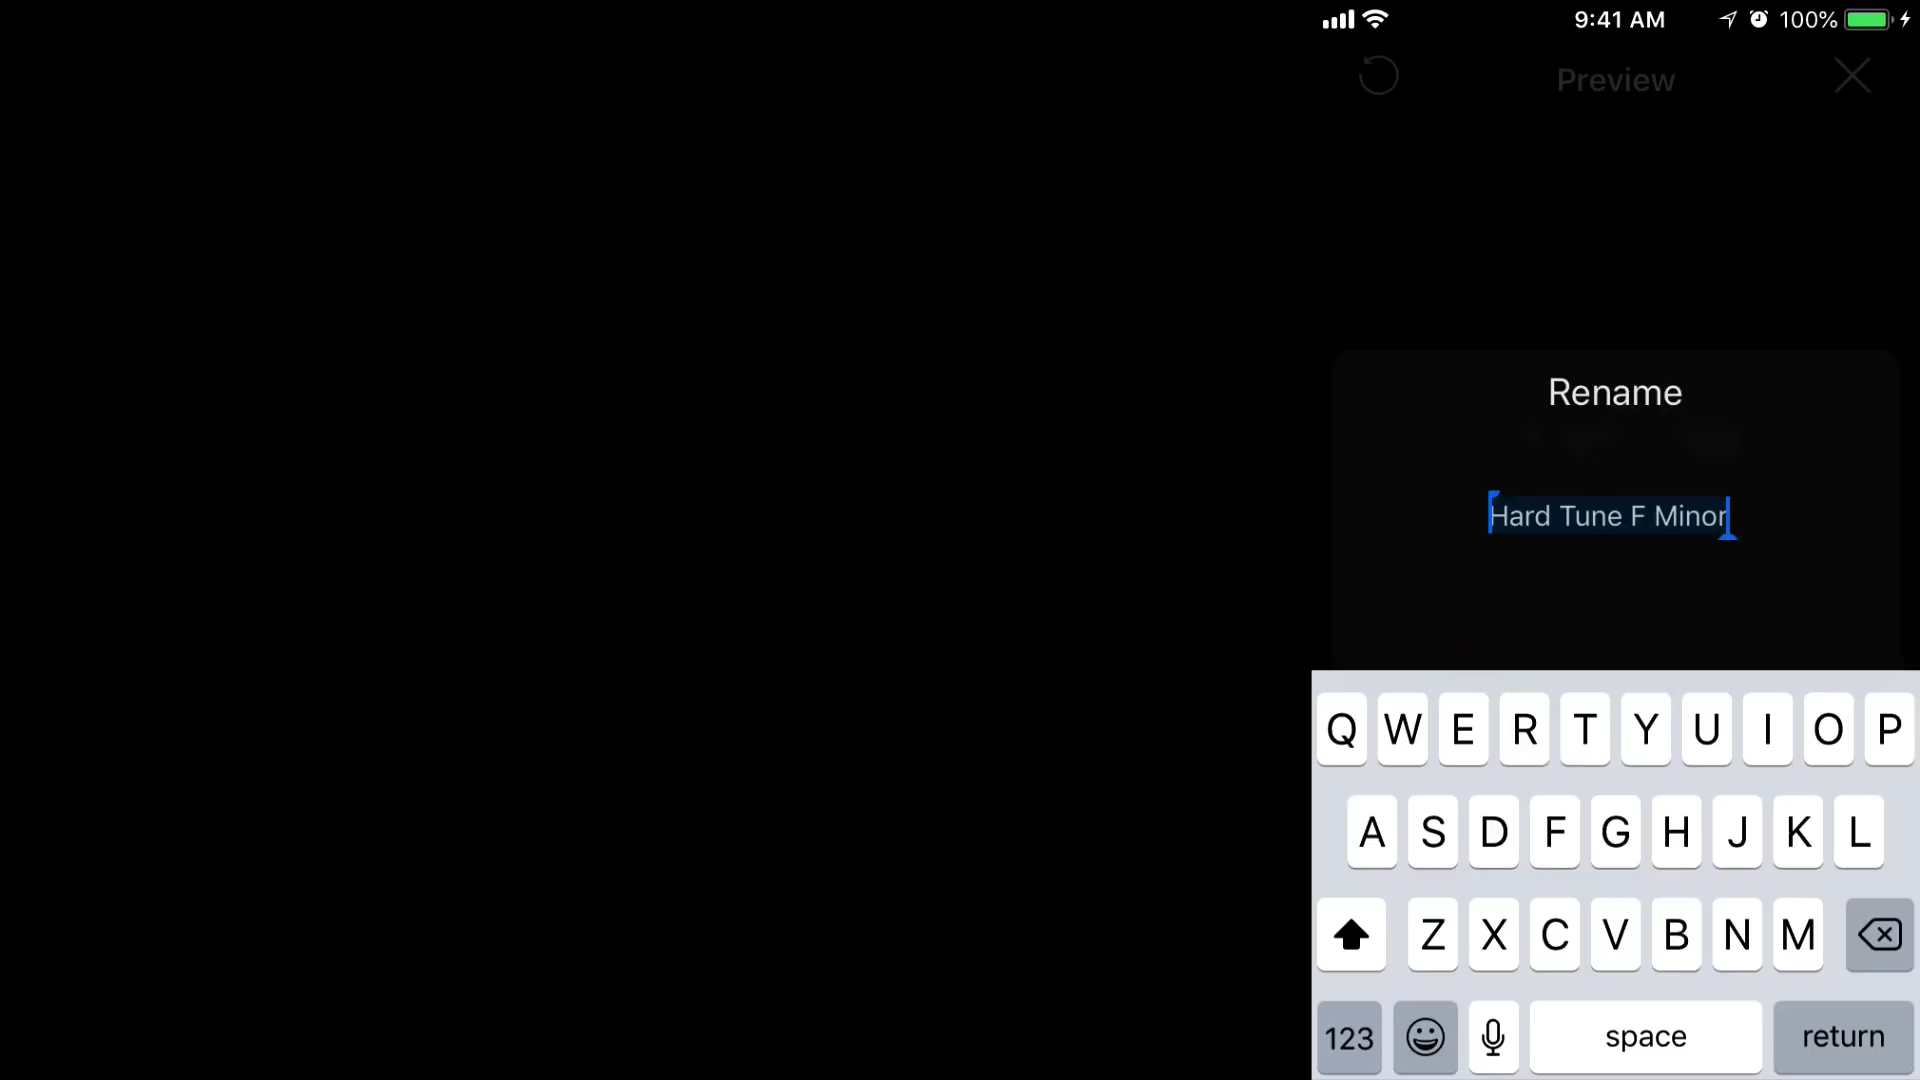 9:41 AM 100%
Preview
Rename
Hard Tune F Minor
Q W E R T Y U I O P
A S D F G H J K L
Z X C V B N M
123 space return